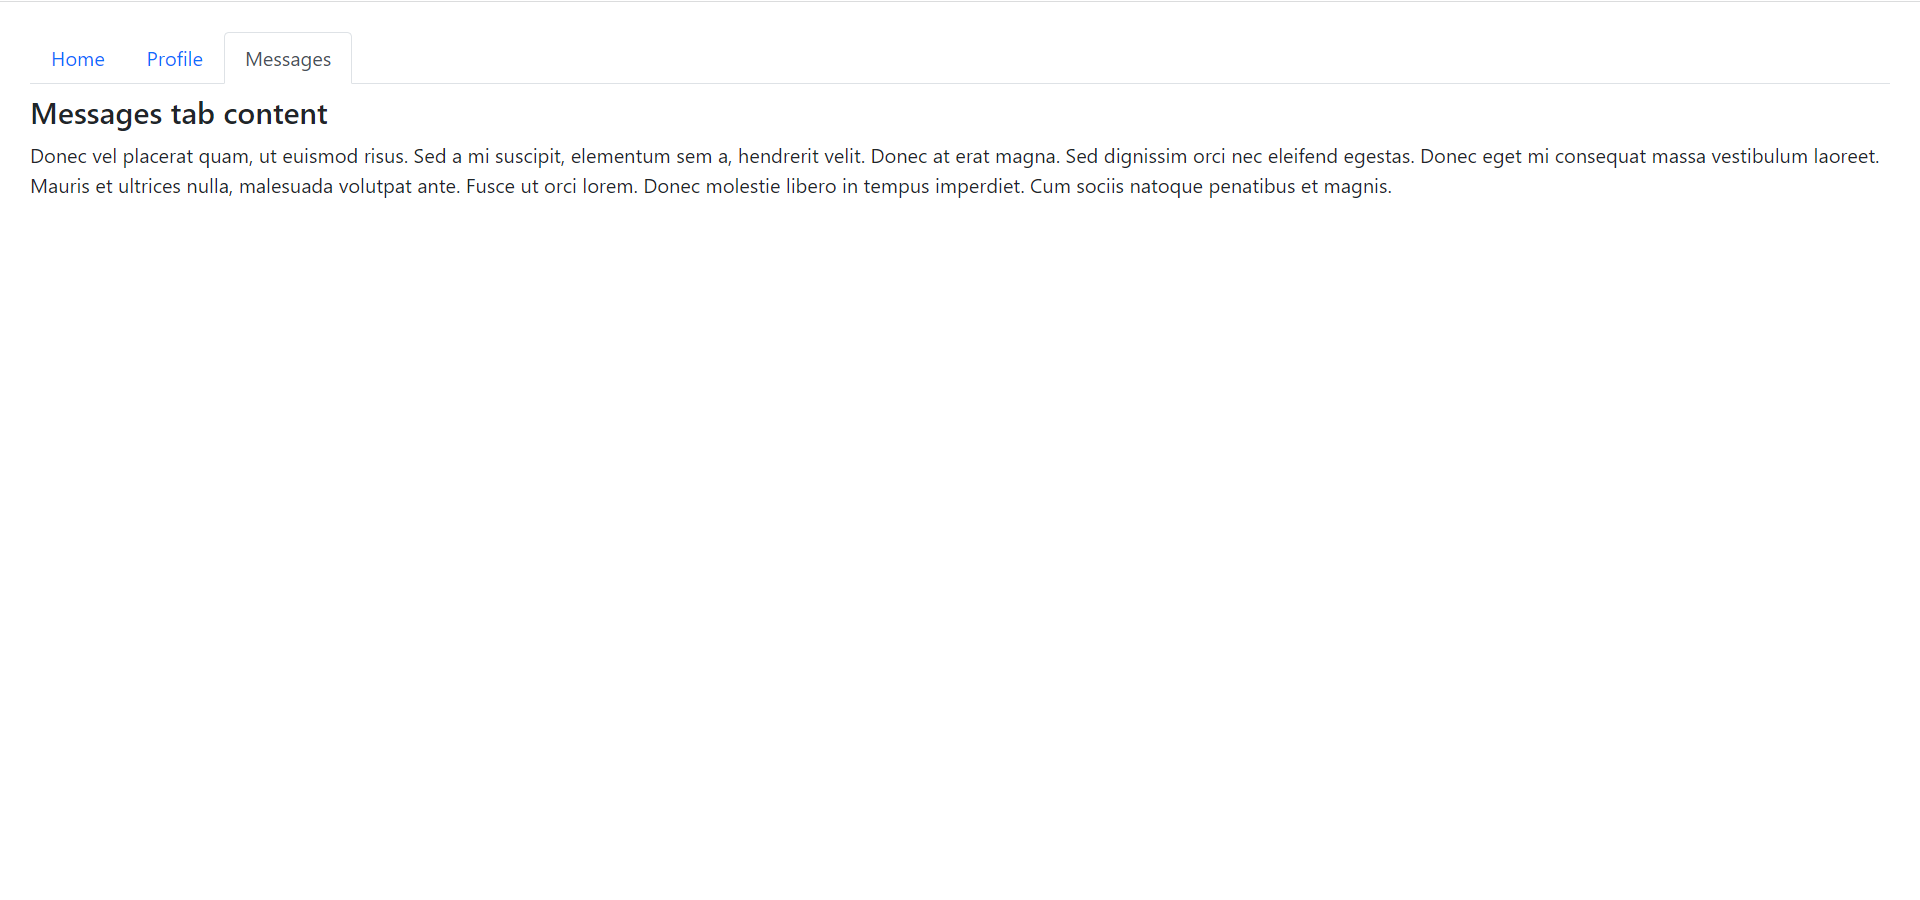 Home Profile Messages
Messages tab content
Donec vel placerat quam, ut euismod risus. Sed a mi suscipit, elementum sem a, hendrerit velit. Donec at erat magna. Sed dignissim orci nec eleifend egestas. Donec eget mi consequat massa vestibulum laoreet.
Mauris et ultrices nulla, malesuada volutpat ante. Fusce ut orci lorem. Donec molestie libero in tempus imperdiet. Cum sociis natoque penatibus et magnis.